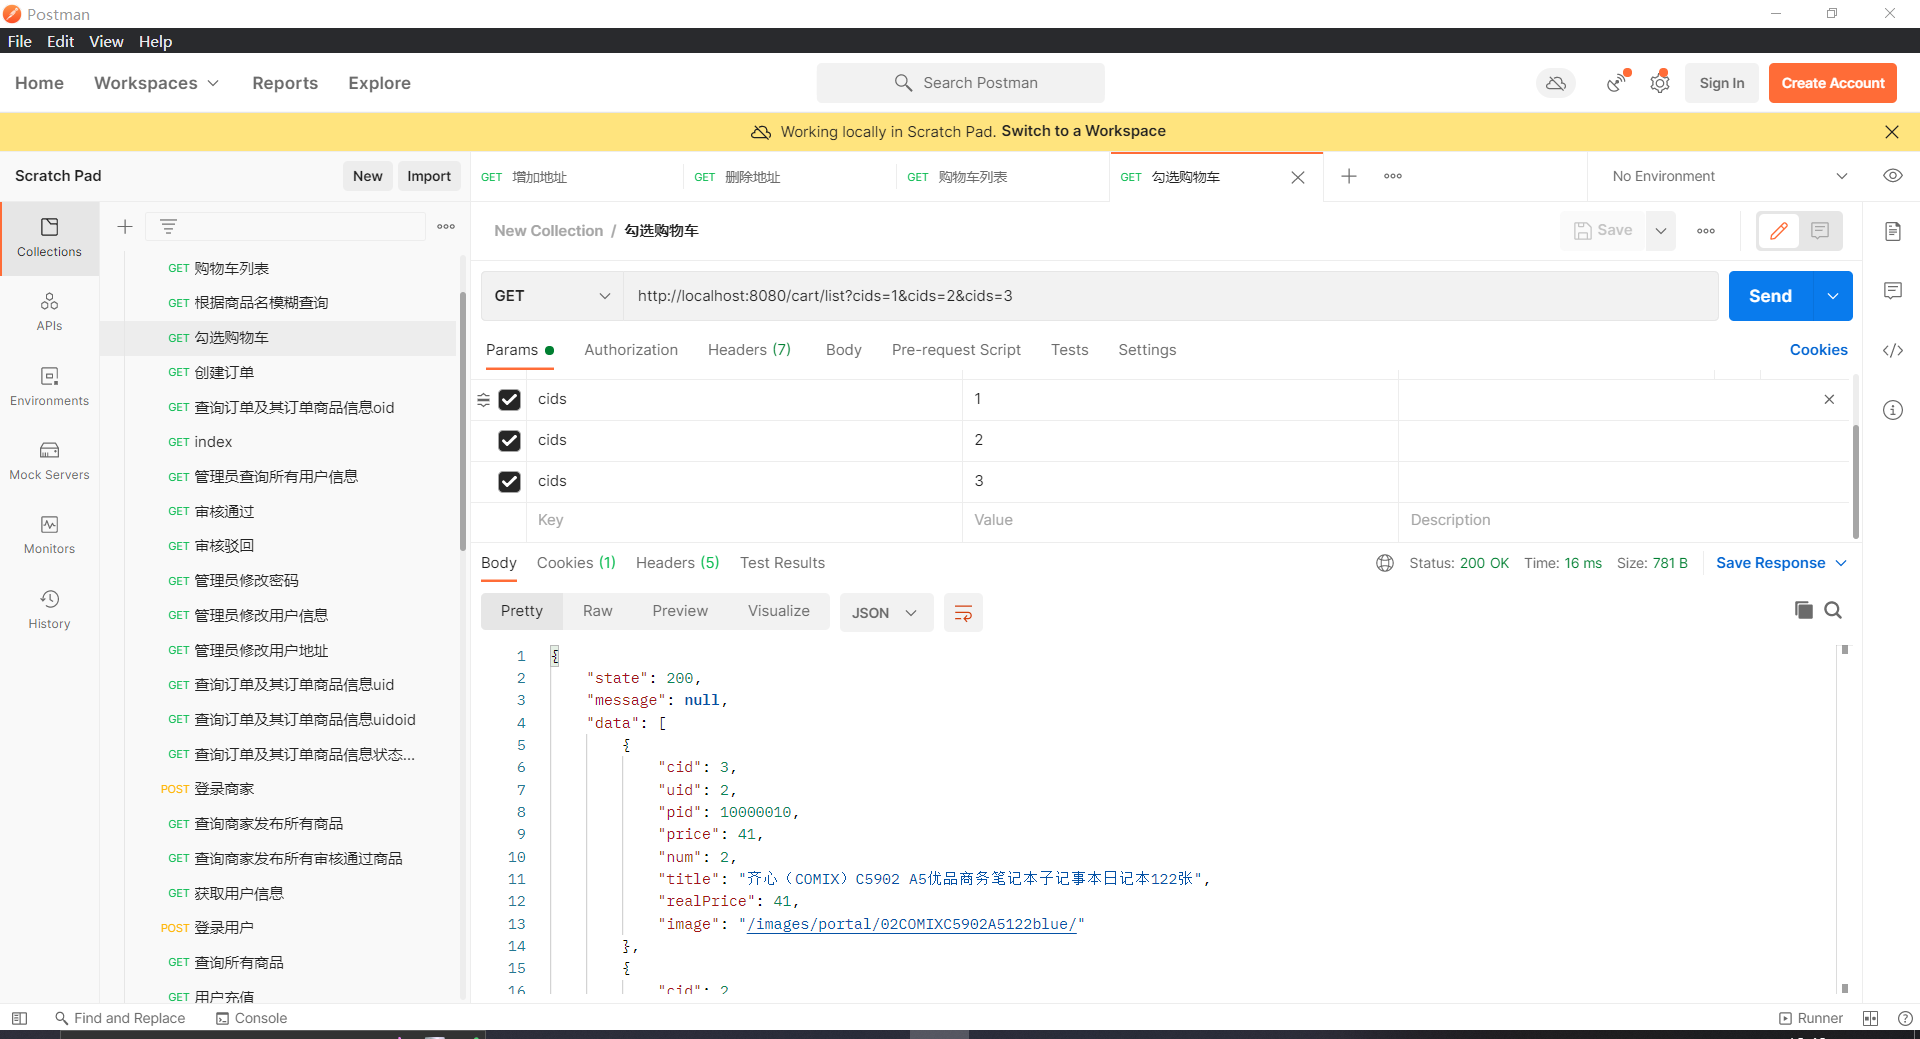 Postman
File Edit View Help
Home Workspaces Reports Explore Search Postman Sign In Create Account
Working locally in Scratch Pad. Switch to a Workspace
Scratch Pad New Import
GET 增加地址 GET 删除地址 GET 购物车列表 GET 勾选购物车 No Environment
Collections
APIs
Environments
Mock Servers
Monitors
History
GET 购物车列表
GET 根据商品名模糊查询
GET 勾选购物车
GET 创建订单
GET 查询订单及其订单商品信息oid
GET index
GET 管理员查询所有用户信息
GET 审核通过
GET 审核驳回
GET 管理员修改密码
GET 管理员修改用户信息
GET 管理员修改用户地址
GET 查询订单及其订单商品信息uid
GET 查询订单及其订单商品信息uidoid
GET 查询订单及其订单商品信息状态...
POST 登录商家
GET 查询商家发布所有商品
GET 查询商家发布所有审核通过商品
GET 获取用户信息
POST 登录用户
GET 查询所有商品
GET 用户充值
New Collection / 勾选购物车 Save
GET http://localhost:8080/cart/list?cids=1&cids=2&cids=3 Send
Params Authorization Headers (7) Body Pre-request Script Tests Settings Cookies
cids 1
cids 2
cids 3
Key Value Description
Body Cookies (1) Headers (5) Test Results Status: 200 OK Time: 16 ms Size: 781 B Save Response
Pretty Raw Preview Visualize JSON
1 {
2 "state": 200,
3 "message": null,
4 "data": [
5 {
6 "cid": 3,
7 "uid": 2,
8 "pid": 10000010,
9 "price": 41,
10 "num": 2,
11 "title": "齐心（COMIX）C5902 A5优品商务笔记本子记事本日记本122张",
12 "realPrice": 41,
13 "image": "/images/portal/02COMIXC5902A5122blue/"
14 },
15 {
16 "cid": 2
Find and Replace Console Runner